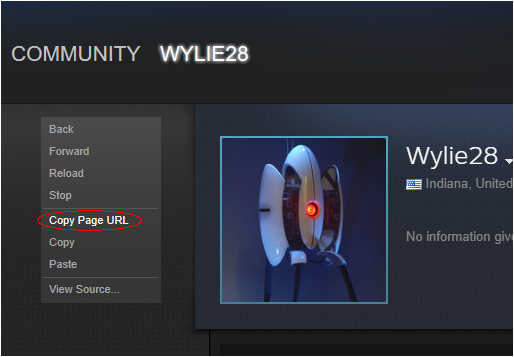 COMMUNITY WYLIE28
Back
Forward
Reload
Stop
Copy Page URL
Copy
Paste
View Source...
Wylie28
Indiana, United
No information give